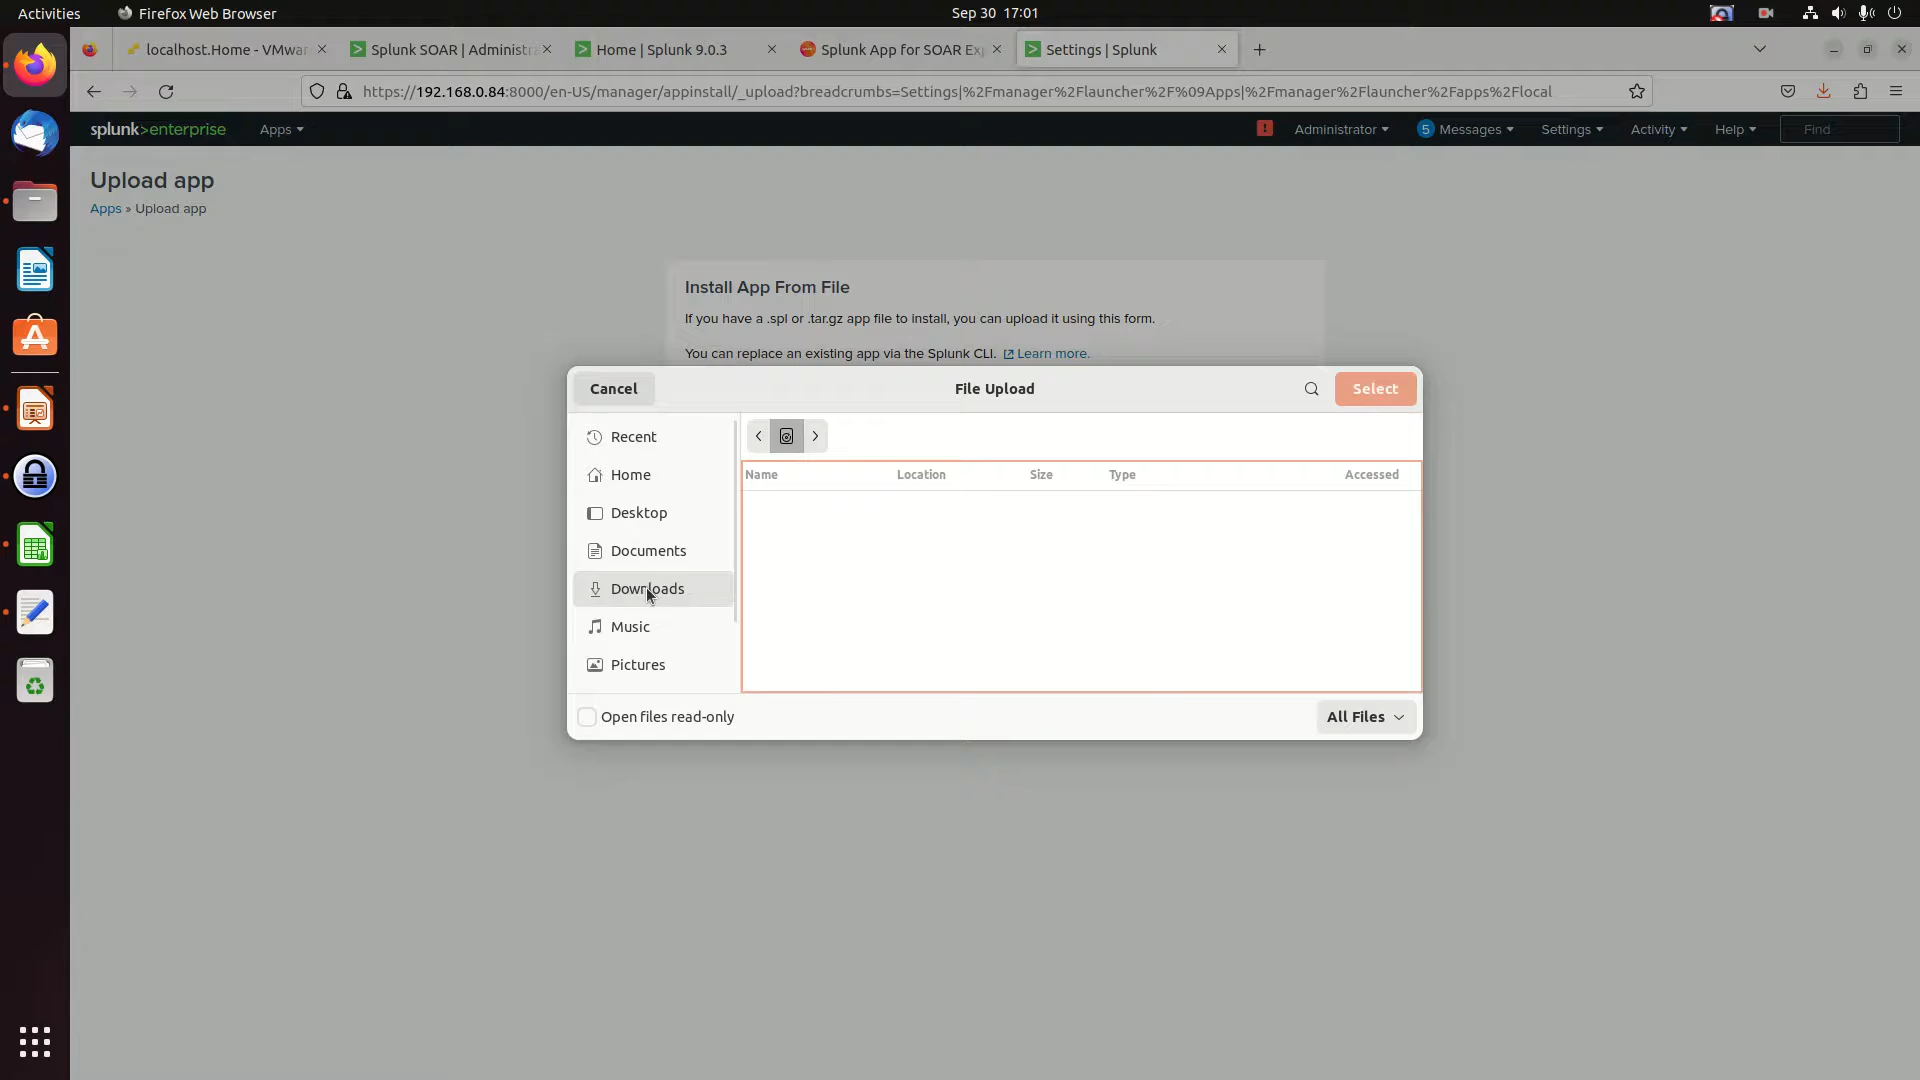 Activities
Firefox Web Browser
Sep 30 17:01
localhost.Home - VMwar
Splunk SOAR | Administra
Home | Splunk 9.0.3
Splunk App for SOAR Exp
Settings | Splunk
https://192.168.0.84:8000/en-US/manager/appinstall/_upload?breadcrumbs=Settings|%2Fmanager%2Flauncher%2F%09Apps|%2Fmanager%2Flauncher%2Fapps%2Flocal
splunk>enterprise
Apps
!
Administrator
5
Messages
Settings
Activity
Help
Find
Upload app
Apps » Upload app
Install App From File
If you have a .spl or .tar.gz app file to install, you can upload it using this form.
You can replace an existing app via the Splunk CLI. Learn more.
Cancel
File Upload
Select
Recent
Home
Desktop
Documents
Downloads
Music
Pictures
Name
Location
Size
Type
Accessed
Open files read-only
All Files